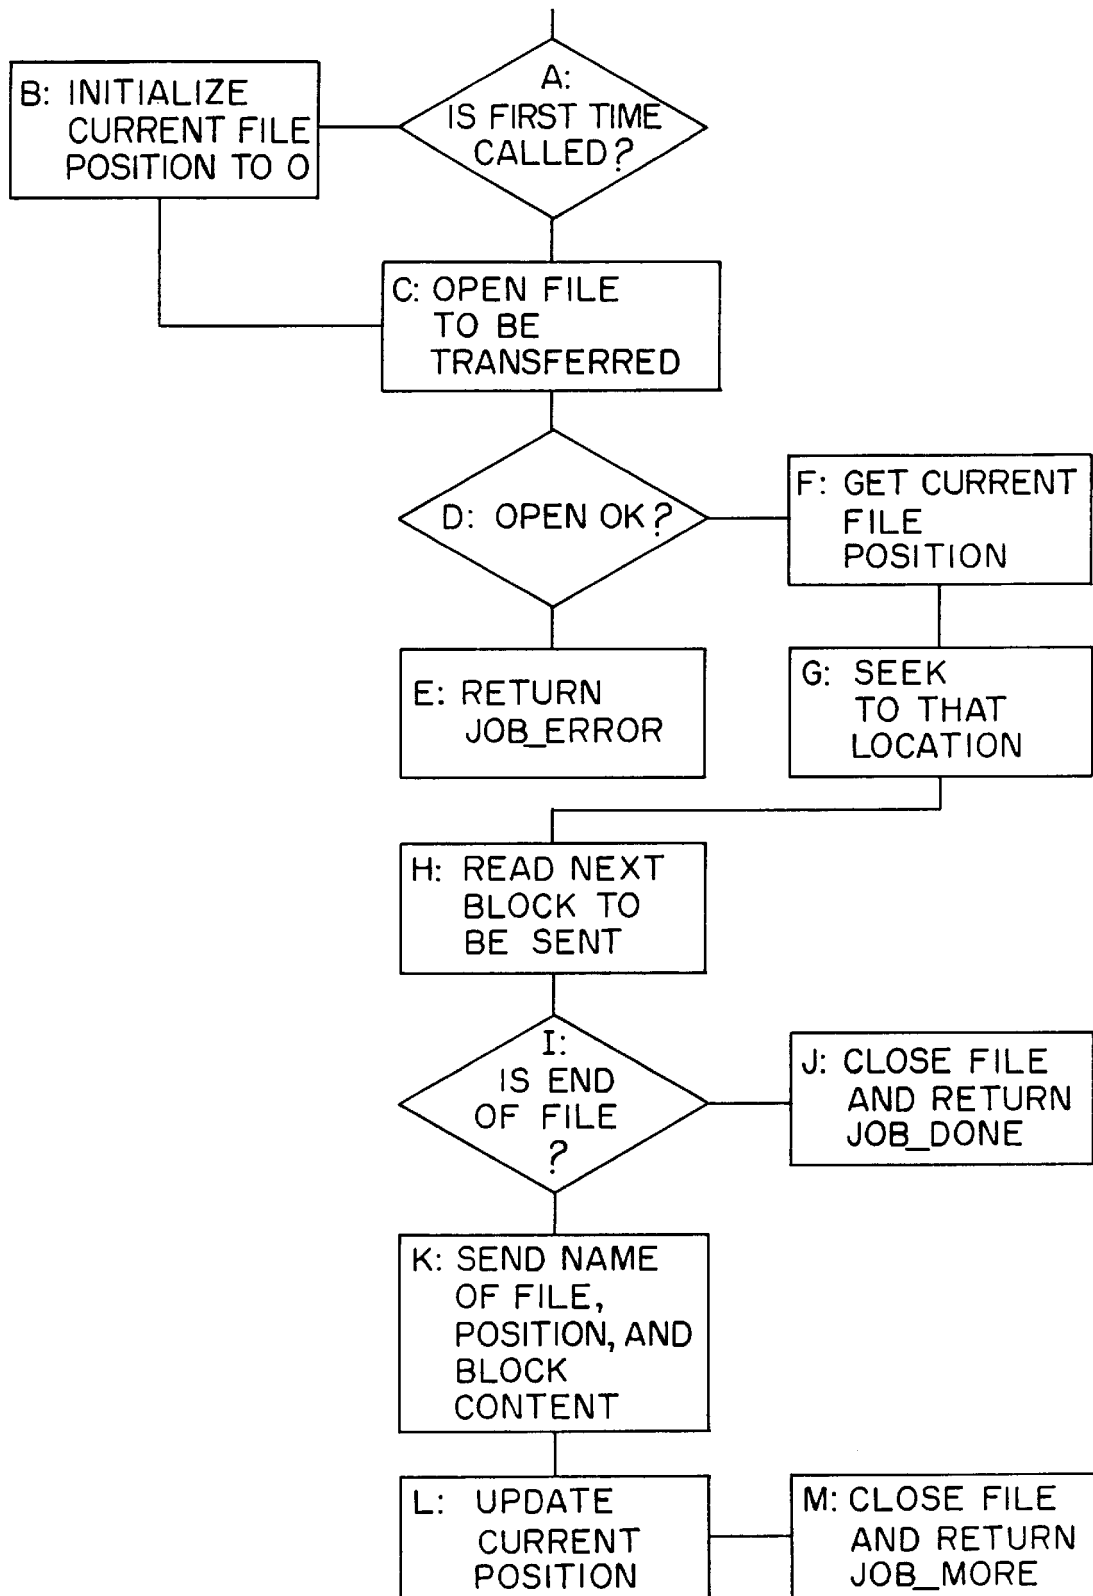 A:
IS FIRST TIME
CALLED?
B: INITIALIZE
CURRENT FILE
POSITION TO 0
C: OPEN FILE
TO BE
TRANSFERRED
D: OPEN OK?
F: GET CURRENT
FILE
POSITION
E: RETURN
JOB_ERROR
G: SEEK
TO THAT
LOCATION
H: READ NEXT
BLOCK TO
BE SENT
I:
IS END
OF FILE
?
J: CLOSE FILE
AND RETURN
JOB_DONE
K: SEND NAME
OF FILE,
POSITION, AND
BLOCK
CONTENT
L: UPDATE
CURRENT
POSITION
M: CLOSE FILE
AND RETURN
JOB_MORE